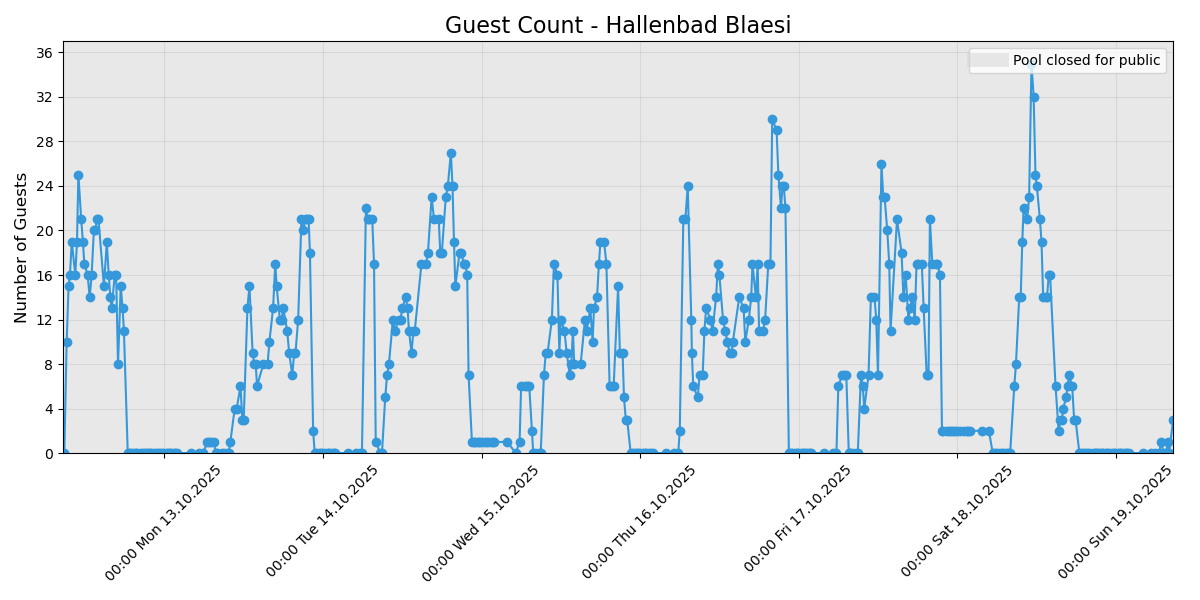 Guest Count - Hallenbad Blaesi
Pool closed for public
Number of Guests
36
32
28
24
20
16
12
8
4
0
00:00 Mon 13.10.2025
00:00 Tue 14.10.2025
00:00 Wed 15.10.2025
00:00 Thu 16.10.2025
00:00 Fri 17.10.2025
00:00 Sat 18.10.2025
00:00 Sun 19.10.2025